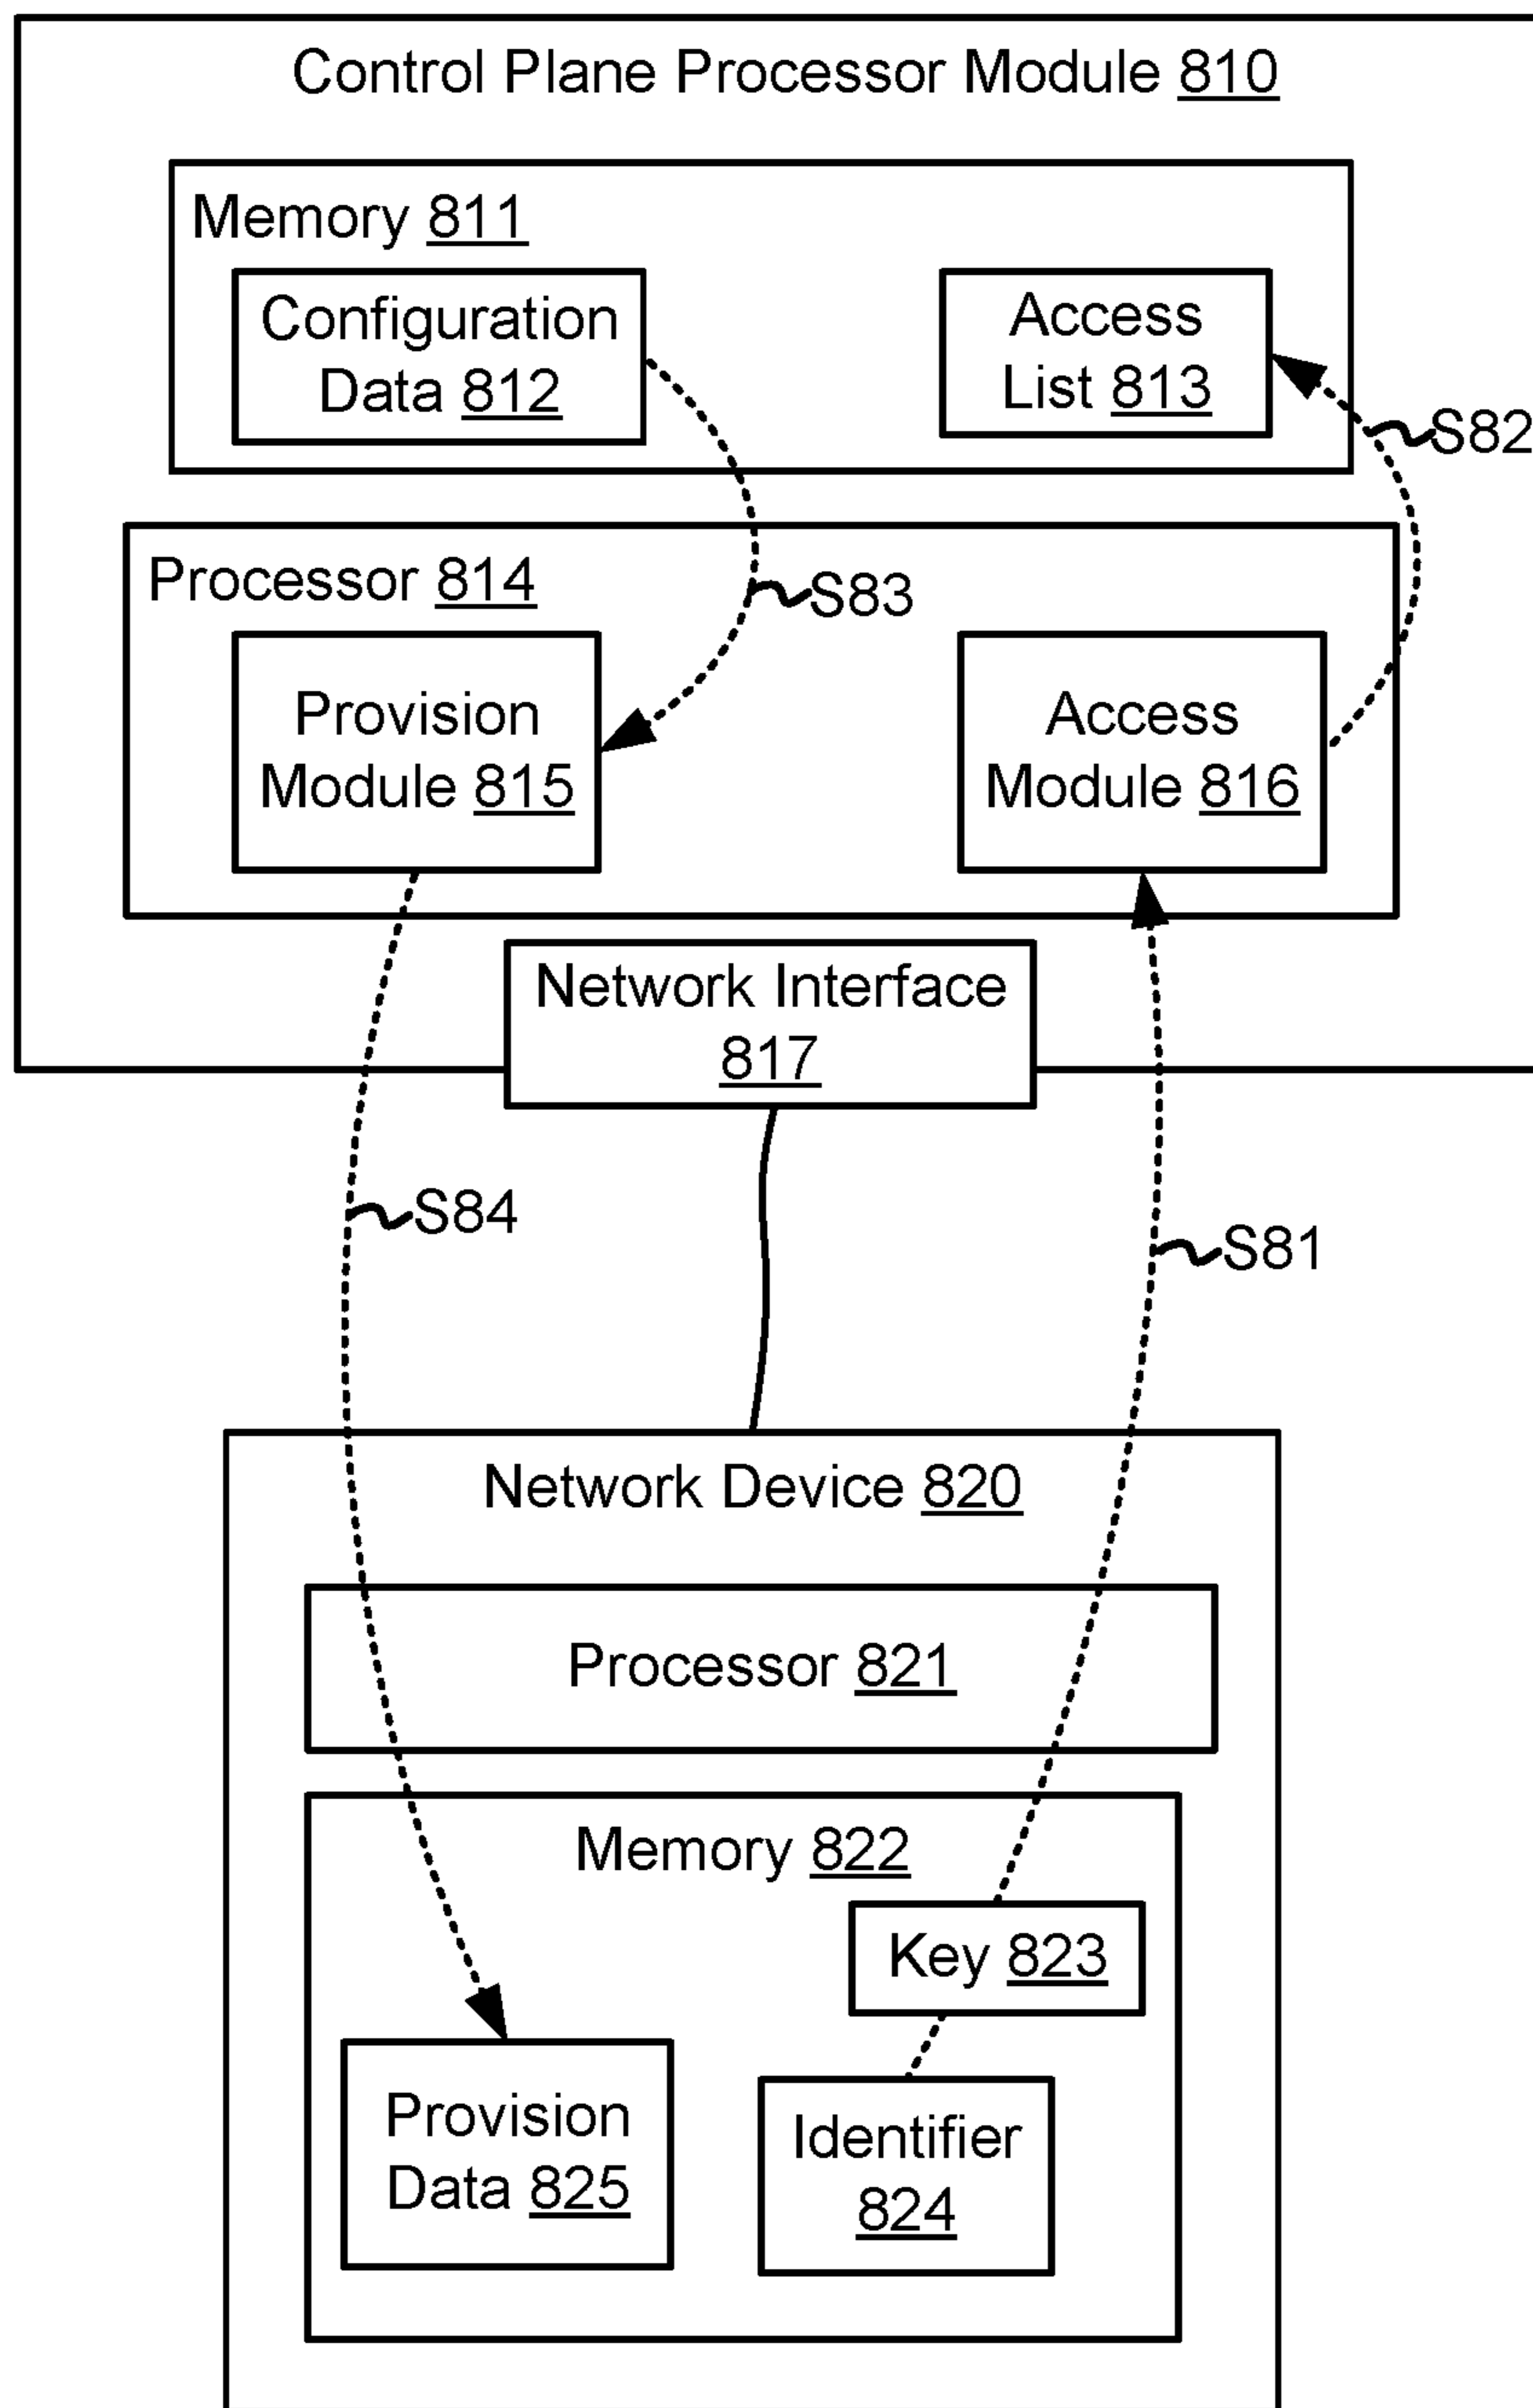 Control Plane Processor Module 810
Memory 811
Configuration
Data 812
Access
List 813
S82
Processor 814
S83
Provision
Module 815
Access
Module 816
Network Interface
817
S84
S81
Network Device 820
Processor 821
Memory 822
Key 823
Provision
Data 825
Identifier
824